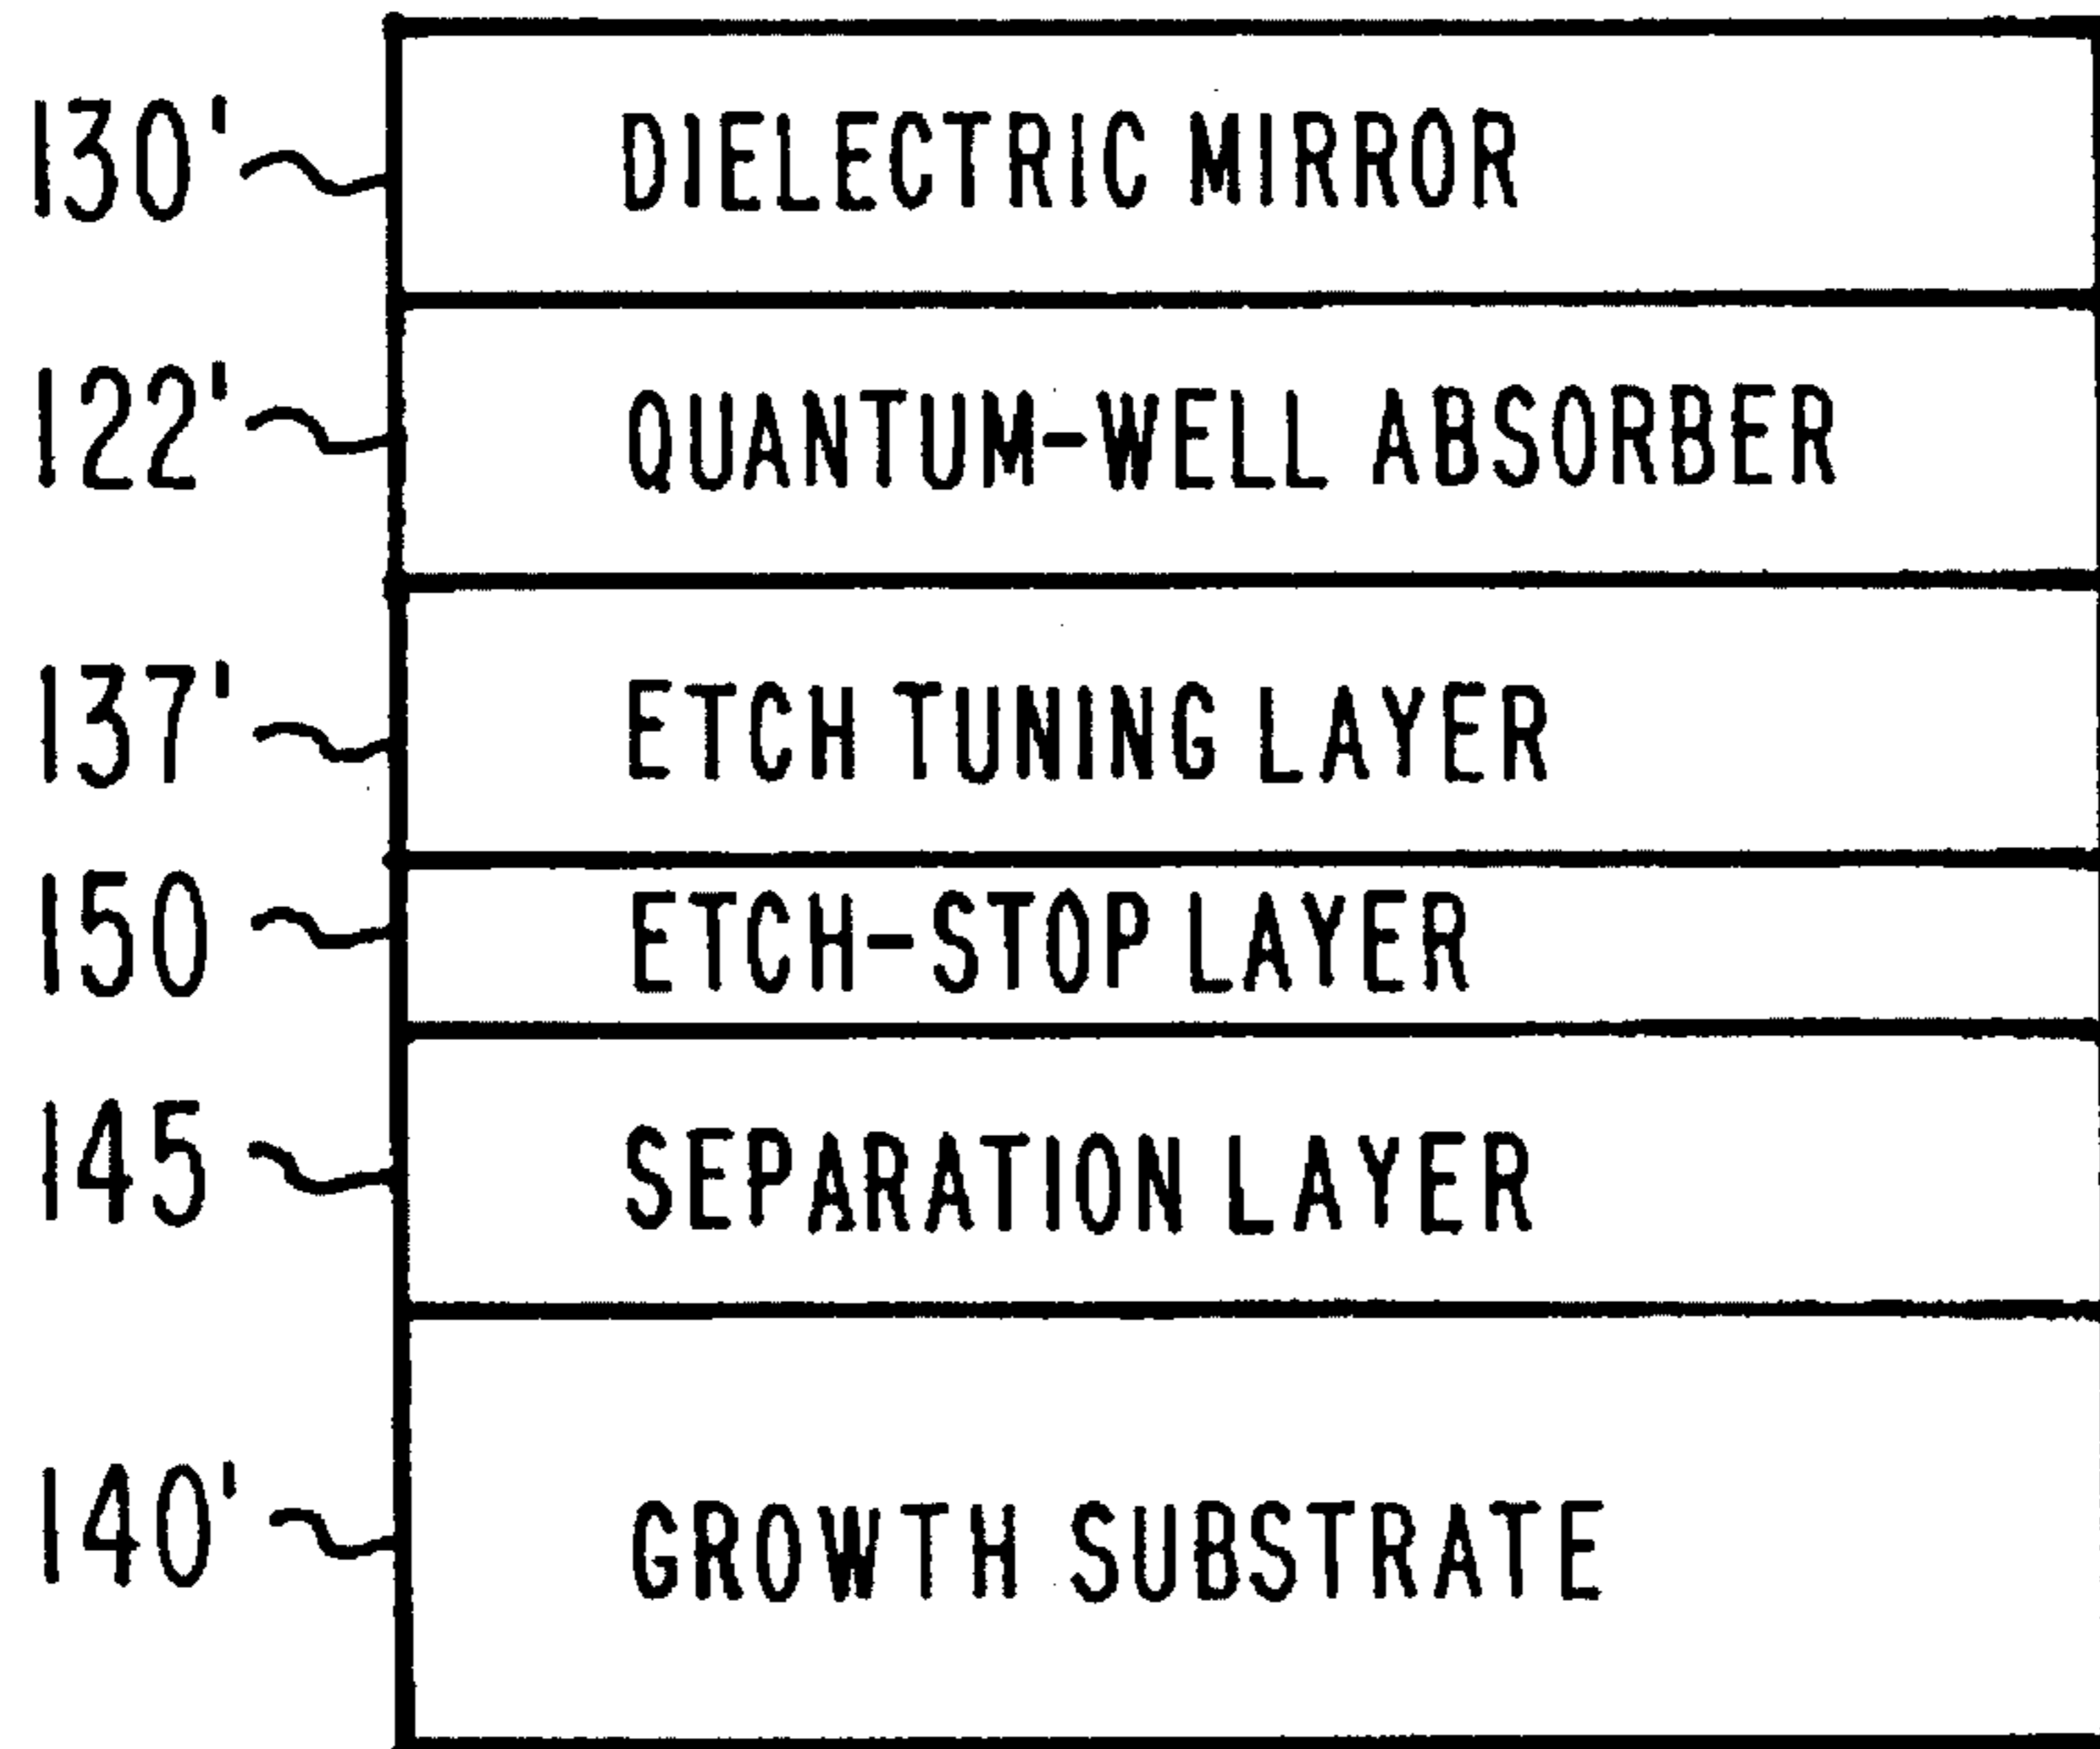 130' DIELECTRIC MIRROR
122' QUANTUM-WELL ABSORBER
137' ETCH TUNING LAYER
150 ETCH-STOP LAYER
145 SEPARATION LAYER
140' GROWTH SUBSTRATE